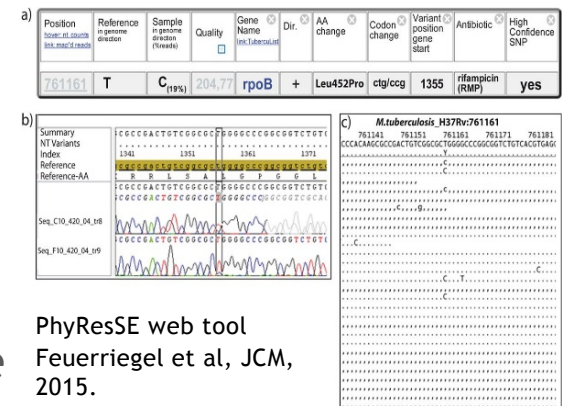 a)
Position
hover: nt counts
link: map'd reads
Reference
in genome
direction
Sample
in genome
direction
(%reads)
Quality
Gene
Name
link:TubercuList
Dir.
AA
change
Codon
change
Variant
position
gene
start
Antibiotic
High
Confidence
SNP
761161 T C(19%) 204,77 rpoB + Leu452Pro ctg/ccg 1355 rifampicin (RMP) yes
b)
Summary
NT Variants
Index 1341 1351 1361 1371
Reference
Reference-AA R R L S A L G P G G L
Seq_C10_420_04_tr8
Seq_F10_420_04_tr9
c)
M.tuberculosis_H37Rv:761161
761141 761151 761161 761171 761181
CCCACAAGCGCCGACTGTCGGCGCTGGGGCCCGGCGGTCTGTCACGTGAGC
Y
PhyResSE web tool
Feuerriegel et al, JCM,
2015.